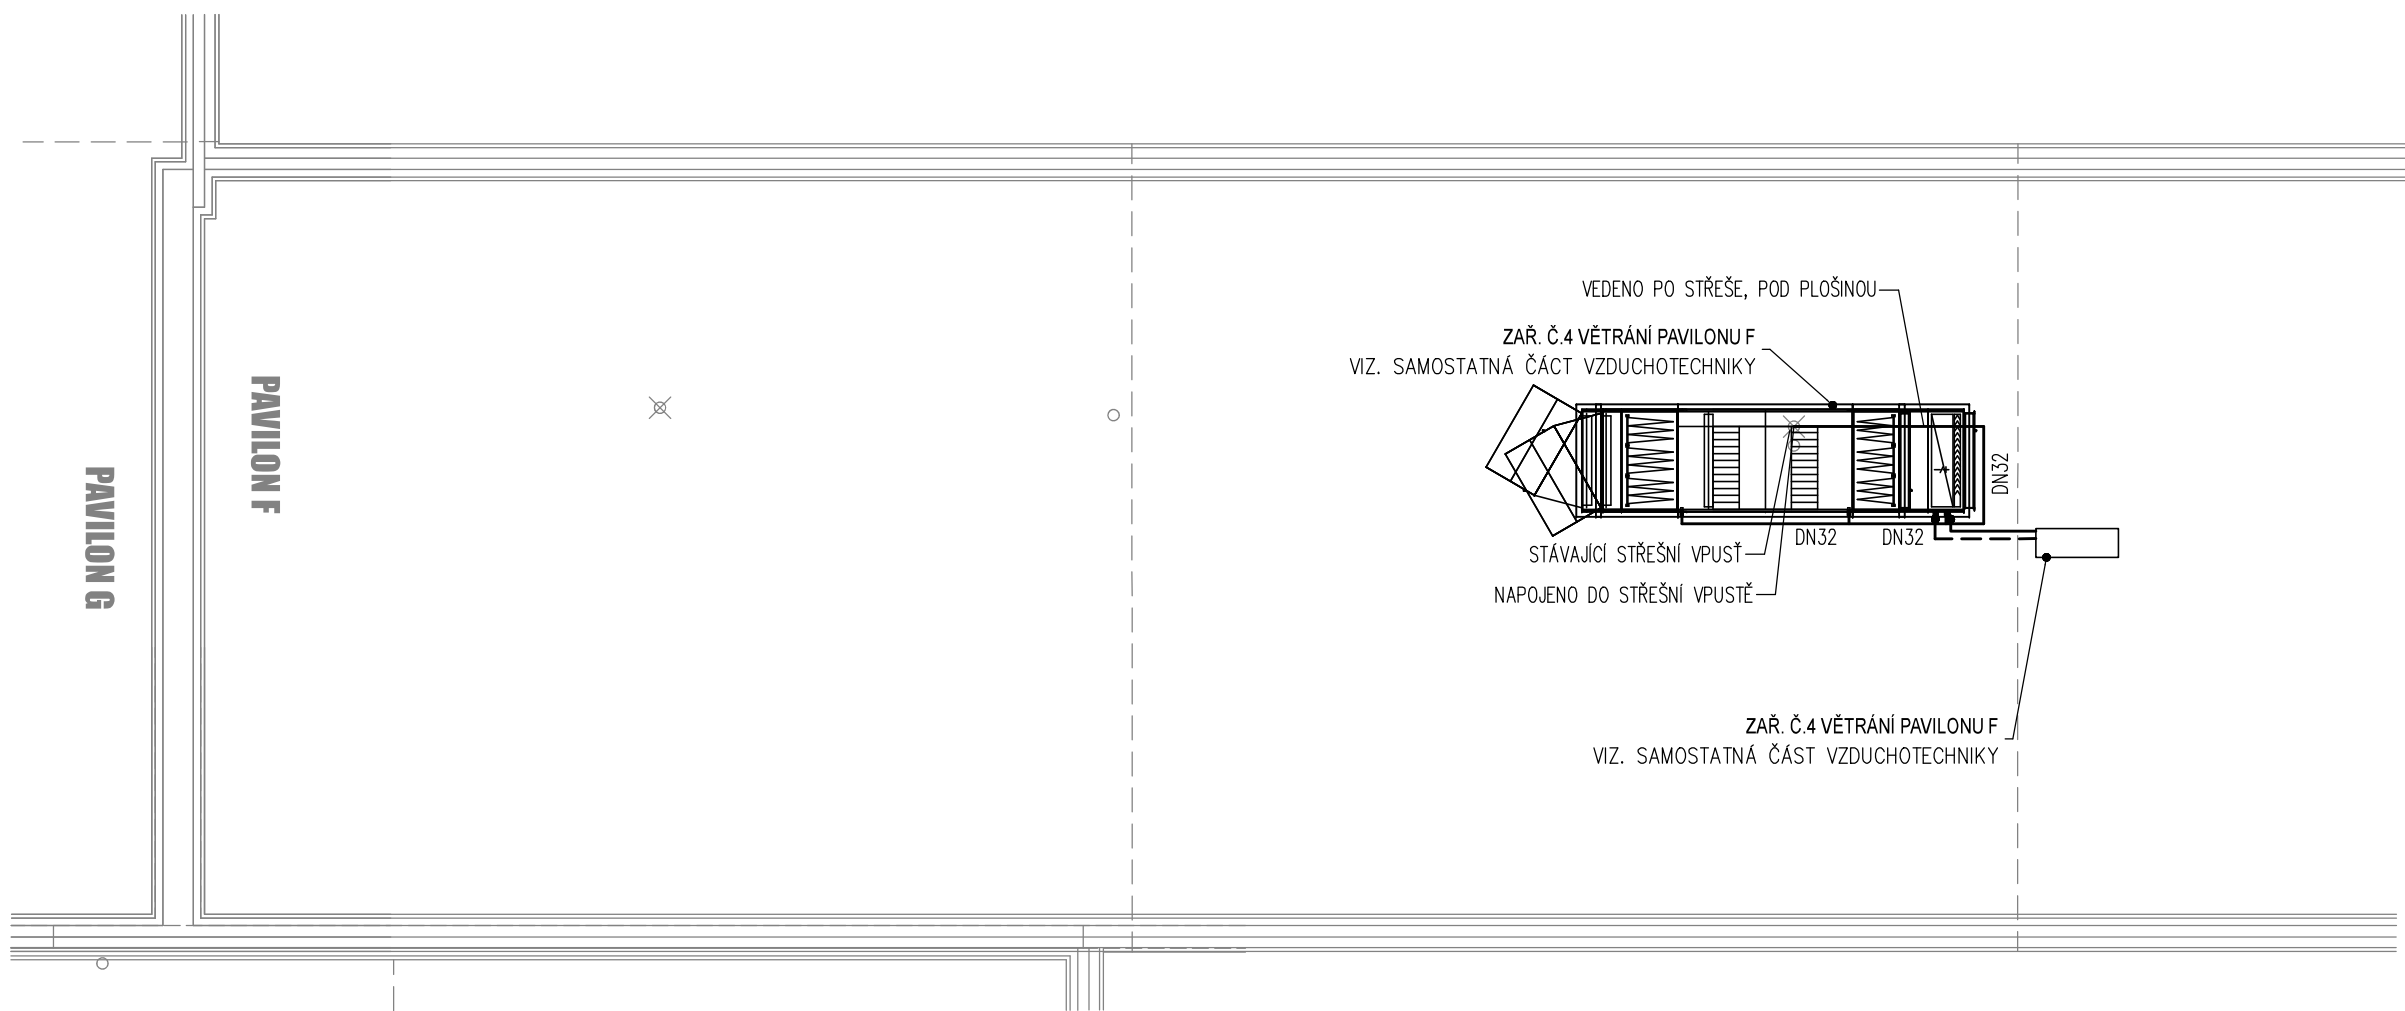 VEDENO PO STŘEŠE, POD PLOŠINOU
ZAŘ. Č.4 VĚTRÁNÍ PAVILONU F
VIZ. SAMOSTATNÁ ČÁCT VZDUCHOTECHNIKY
PAVILON F
PAVILON G
DN32
DN32
DN32
STÁVAJÍCÍ STŘEŠNÍ VPUSŤ
NAPOJENO DO STŘEŠNÍ VPUSTĚ
ZAŘ. Č.4 VĚTRÁNÍ PAVILONU F
VIZ. SAMOSTATNÁ ČÁST VZDUCHOTECHNIKY